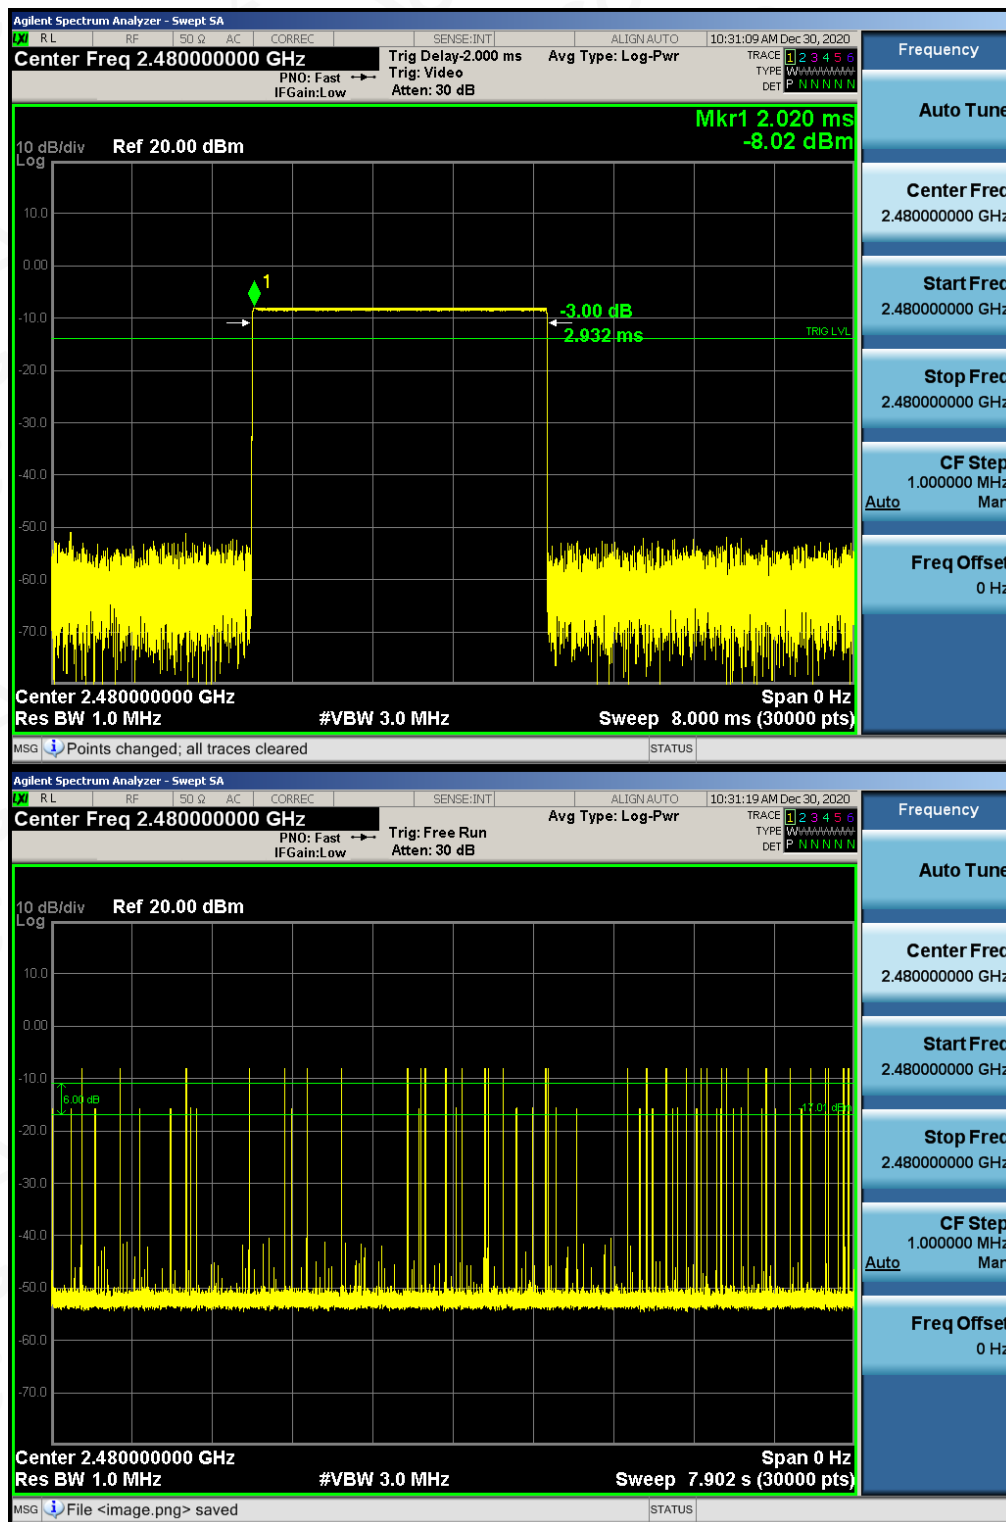 Agilent Spectrum Analyzer - Swept SA
LXI RL RF 50 Ω AC CORREC SENSE:INT ALIGN AUTO 10:31:09 AM Dec 30, 2020
Center Freq 2.480000000 GHz
PNO: Fast
IFGain:Low
Trig Delay-2.000 ms
Trig: Video
Atten: 30 dB
Avg Type: Log-Pwr
TRACE 1 2 3 4 5 6
TYPE
DET P N N N N N
Mkr1 2.020 ms
-8.02 dBm
10 dB/div Ref 20.00 dBm
Log
10.0
0.00
-10.0
-20.0
-30.0
-40.0
-50.0
-60.0
-70.0
1
-3.00 dB
2.932 ms
TRIG LVL
Center 2.480000000 GHz Span 0 Hz
Res BW 1.0 MHz #VBW 3.0 MHz Sweep 8.000 ms (30000 pts)
MSG Points changed; all traces cleared STATUS
Frequency
Auto Tune
Center Freq
2.480000000 GHz
Start Freq
2.480000000 GHz
Stop Freq
2.480000000 GHz
CF Step
1.000000 MHz
Auto Man
Freq Offset
0 Hz
Agilent Spectrum Analyzer - Swept SA
LXI RL RF 50 Ω AC CORREC SENSE:INT ALIGN AUTO 10:31:19 AM Dec 30, 2020
Center Freq 2.480000000 GHz
PNO: Fast
IFGain:Low
Trig: Free Run
Atten: 30 dB
Avg Type: Log-Pwr
TRACE 1 2 3 4 5 6
TYPE
DET P N N N N N
10 dB/div Ref 20.00 dBm
Log
10.0
0.00
-10.0
-20.0
-30.0
-40.0
-50.0
-60.0
-70.0
6.00 dB
-17.01 dBm
Center 2.480000000 GHz Span 0 Hz
Res BW 1.0 MHz #VBW 3.0 MHz Sweep 7.902 s (30000 pts)
MSG File <image.png> saved STATUS
Frequency
Auto Tune
Center Freq
2.480000000 GHz
Start Freq
2.480000000 GHz
Stop Freq
2.480000000 GHz
CF Step
1.000000 MHz
Auto Man
Freq Offset
0 Hz